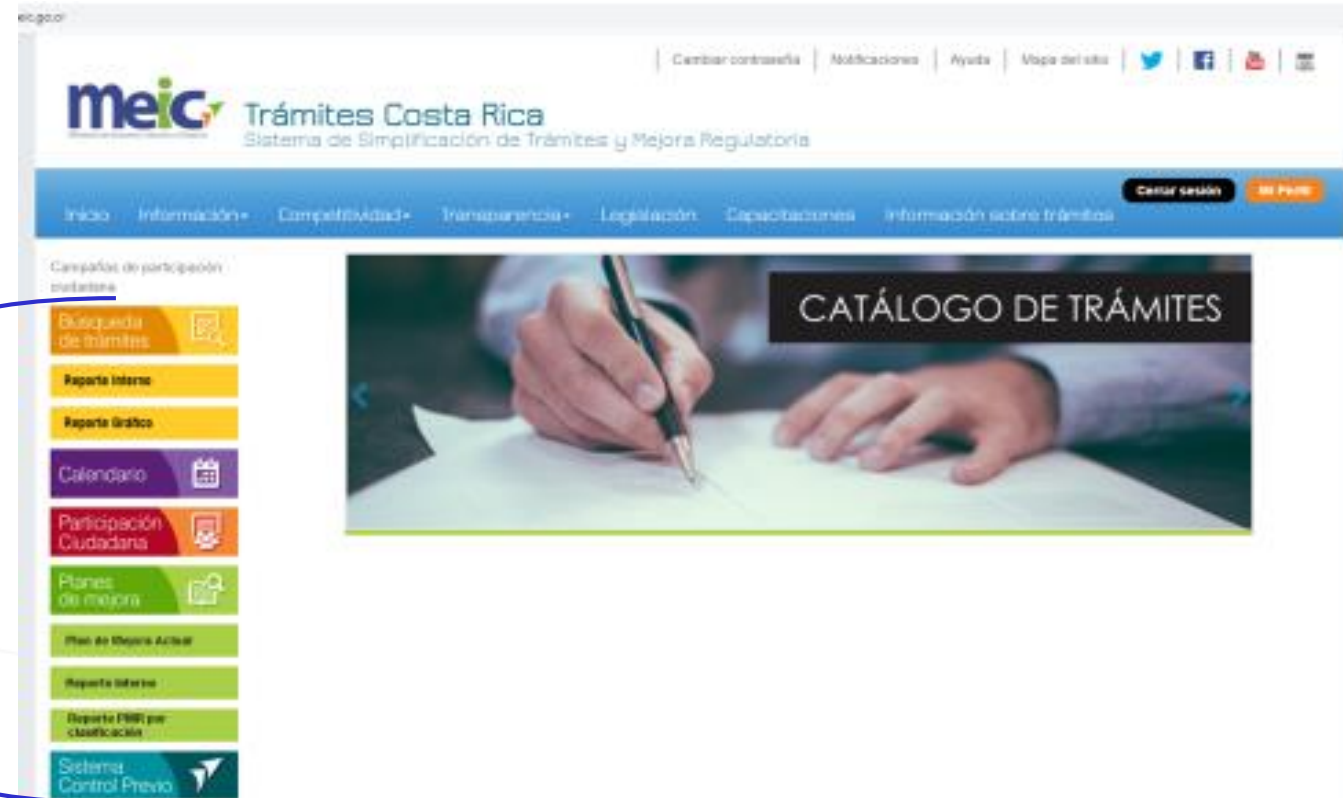 Cambiar contraseña | Notificaciones | Ayuda | Mapa del sitio
meic
Trámites Costa Rica
Sistema de Simplificación de Trámites y Mejora Regulatoria
Cerrar sesión Mi Perfil
Inicio Información Competitividad Transparencia Legislación Capacitaciones Información sobre trámites
Campañas de participación
ciudadana
CATÁLOGO DE TRÁMITES
Búsqueda
de trámites
Reporte Interno
Reporte Gráfico
Calendario
Participación
Ciudadana
Planes
de mejora
Plan de Mejora Actual
Reporte Interno
Reporte PMR por
clasificación
Sistema
Control Previo